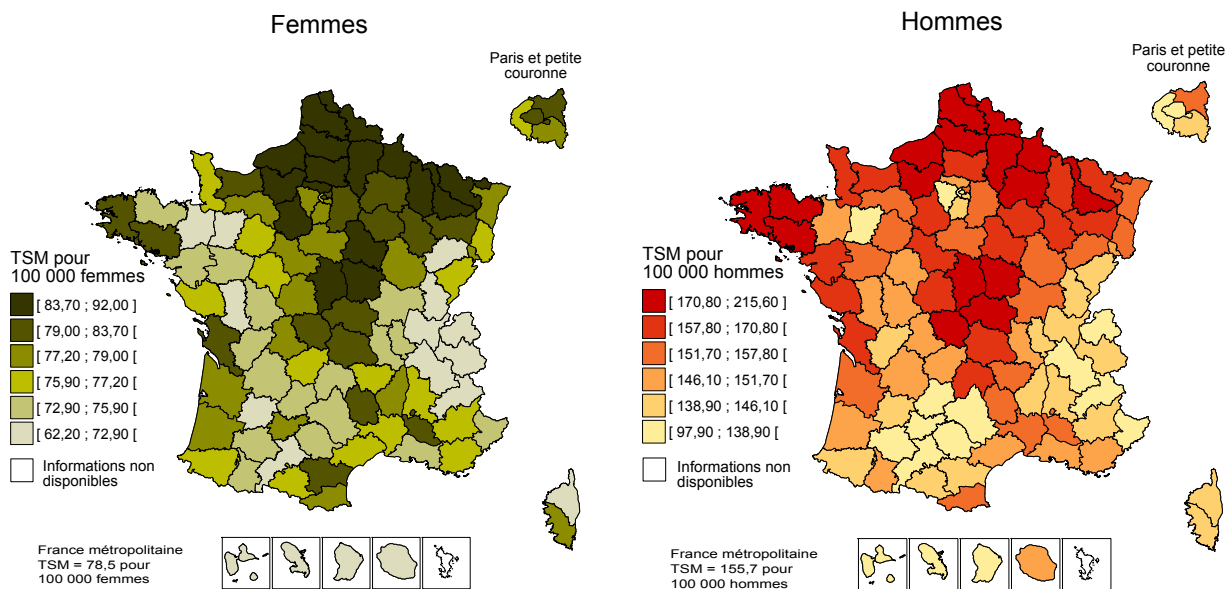 Femmes
Paris et petite
couronne
TSM pour
100 000 femmes
[ 83,70 ; 92,00 ]
[ 79,00 ; 83,70 [
[ 77,20 ; 79,00 [
[ 75,90 ; 77,20 [
[ 72,90 ; 75,90 [
[ 62,20 ; 72,90 [
Informations non
disponibles
France métropolitaine
TSM = 78,5 pour
100 000 femmes
Hommes
Paris et petite
couronne
TSM pour
100 000 hommes
[ 170,80 ; 215,60 ]
[ 157,80 ; 170,80 [
[ 151,70 ; 157,80 [
[ 146,10 ; 151,70 [
[ 138,90 ; 146,10 [
[ 97,90 ; 138,90 [
Informations non
disponibles
France métropolitaine
TSM = 155,7 pour
100 000 hommes